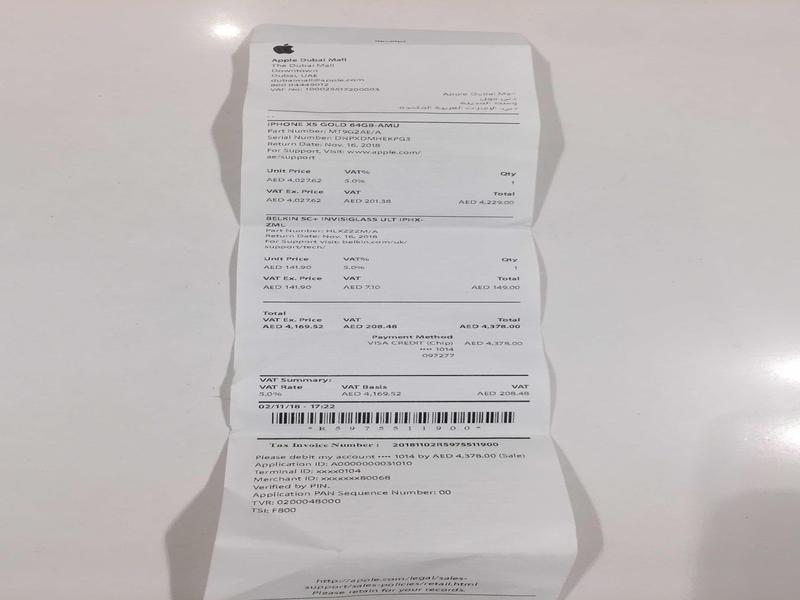 Apple Dubai Mall
The Dubai Mall
Downtown
Dubai, UAE
dubaimall@apple.com
800 04449012
VAT No: 100025517200003
Apple Dubai Mall
دبي مول
وسط المدينة
دبي، الإمارات العربية المتحدة
IPHONE XS GOLD 64GB-AMU
Part Number: MT9G2AE/A
Serial Number: DNPXDMHEKPG3
Return Date: Nov. 16, 2018
For Support, Visit: www.apple.com/
ae/support
Unit Price VAT% Qty
AED 4,027.62 5.0% 1
VAT Ex. Price VAT Total
AED 4,027.62 AED 201.38 AED 4,229.00
BELKIN SC+ INVISIGLASS ULT IPHX-
ZML
Part Number: HLXZ2ZM/A
Return Date: Nov. 16, 2018
For Support visit: belkin.com/uk/
support/tech/
Unit Price VAT% Qty
AED 141.90 5.0% 1
VAT Ex. Price VAT Total
AED 141.90 AED 7.10 AED 149.00
Total
VAT Ex. Price VAT Total
AED 4,169.52 AED 208.48 AED 4,378.00
Payment Method
VISA CREDIT (Chip) AED 4,378.00
•••• 1014
097277
VAT Summary:
VAT Rate VAT Basis VAT
5.0% AED 4,169.52 AED 208.48
02/11/18 - 17:22
*R5975511900*
Tax Invoice Number : 20181102R5975511900
Please debit my account •••• 1014 by AED 4,378.00 (Sale)
Application ID: A0000000031010
Terminal ID: xxxx0104
Merchant ID: xxxxxxx80068
Verified by PIN.
Application PAN Sequence Number: 00
TVR: 0200048000
TSI: F800
http://apple.com/legal/sales-
support/sales-policies/retail.html
Please retain for your records.